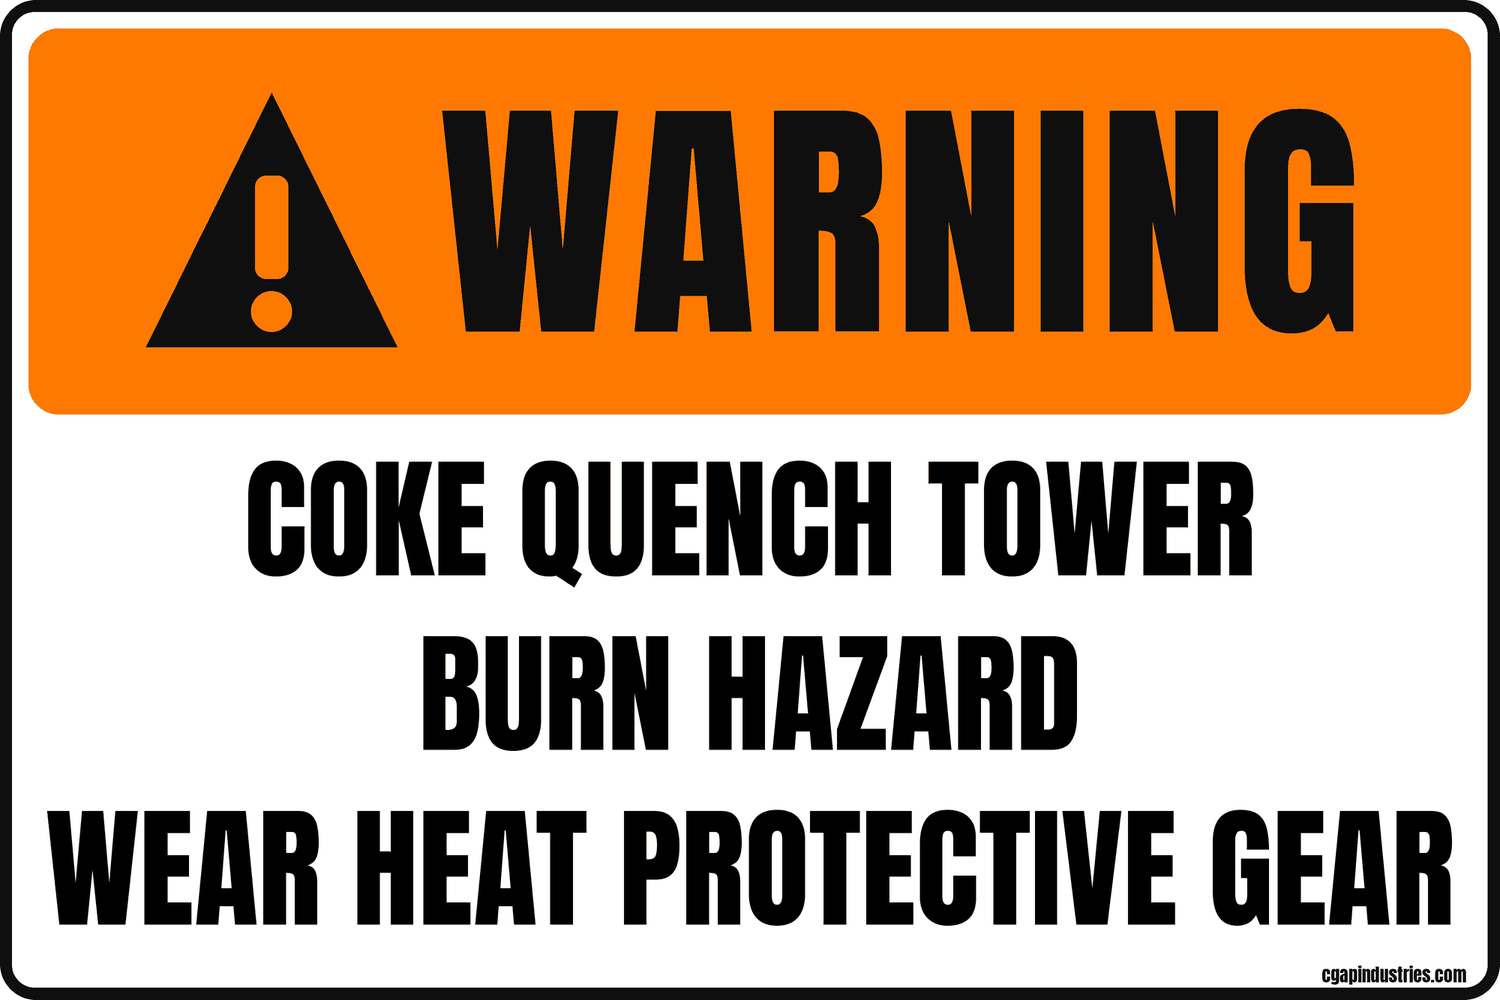 WARNING
COKE QUENCH TOWER
BURN HAZARD
WEAR HEAT PROTECTIVE GEAR
cgapindustries.com